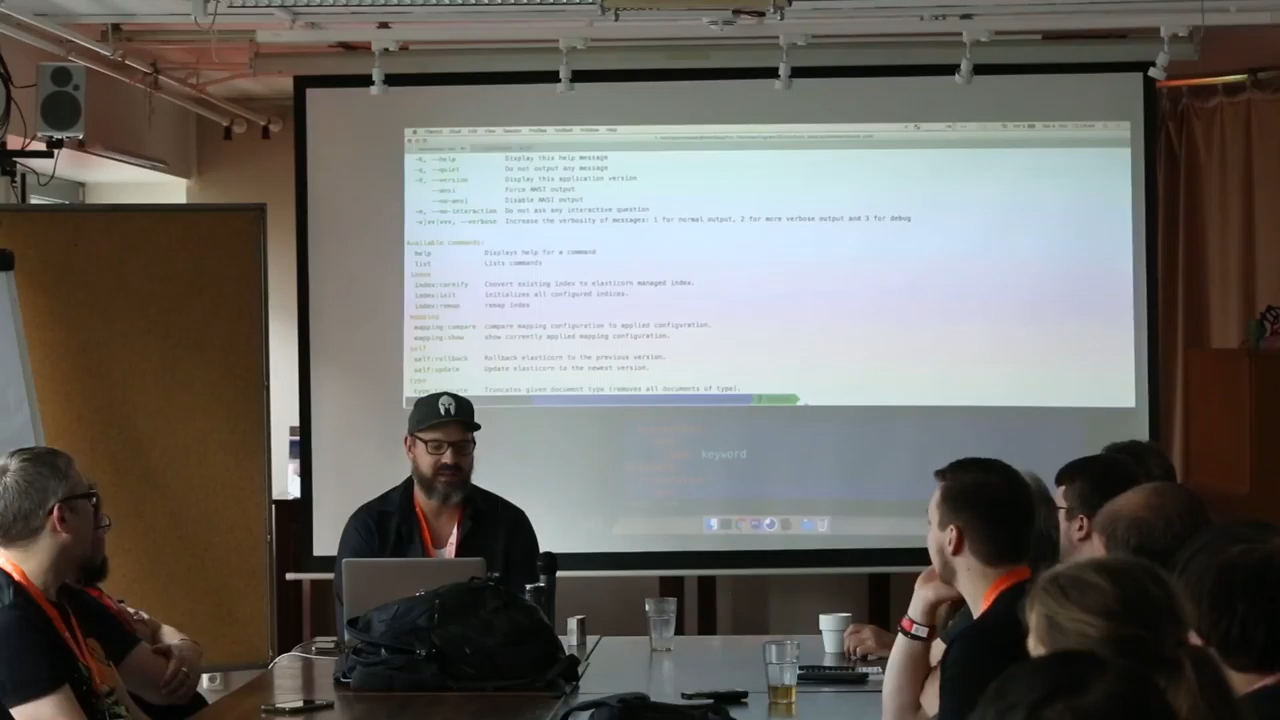 -h, --help Display this help message
-q, --quiet Do not output any message
-V, --version Display this application version
--ansi Force ANSI output
--no-ansi Disable ANSI output
-n, --no-interaction Do not ask any interactive question
-v|vv|vvv, --verbose Increase the verbosity of messages: 1 for normal output, 2 for more verbose output and 3 for debug
Available commands:
help Displays help for a command
list Lists commands
index
index:cornify Convert existing index to elasticorn managed index.
index:init initializes all configured indices.
index:remap remap index
mapping
mapping:compare compare mapping configuration to applied configuration.
mapping:show show currently applied mapping configuration.
self
self:rollback Rollback elasticorn to the previous version.
self:update Update elasticorn to the newest version.
type
Truncates given document type (removes all documents of type).
keyword